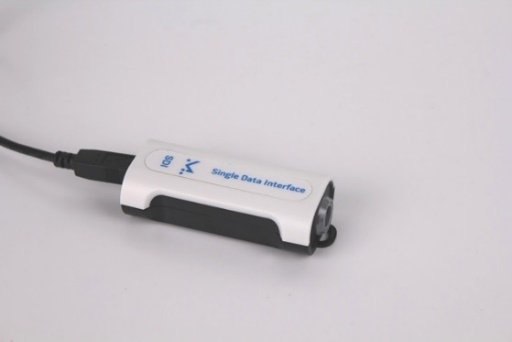 SDI
Single Data Interface